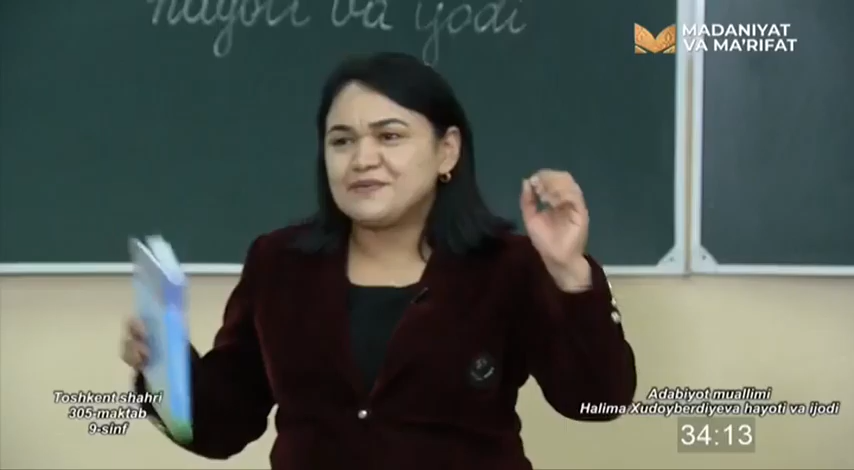 hayoti va ijodi
MADANIYAT
VA MA'RIFAT
Toshkent shahri
305-maktab
9-sinf
Adabiyot muallimi
Halima Xudoyberdiyeva hayoti va ijodi
34:13